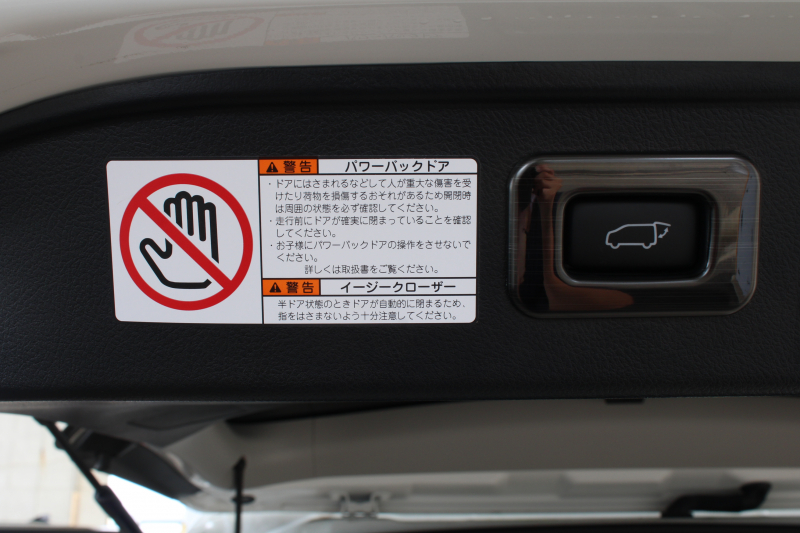 警告 パワーバックドア
・ドアにはさまれるなどして人が重大な傷害を受
けたり荷物を損傷するおそれがあるため開閉時
は周囲の状態を必ず確認してください。
・走行前にドアが確実に閉まっていることを確認
してください。
・お子様にパワーバックドアの操作をさせないで
ください。
詳しくは取扱書をご覧ください。
警告 イージークローザー
半ドア状態のときドアが自動的に閉まるため、
指をはさまないよう十分注意してください。